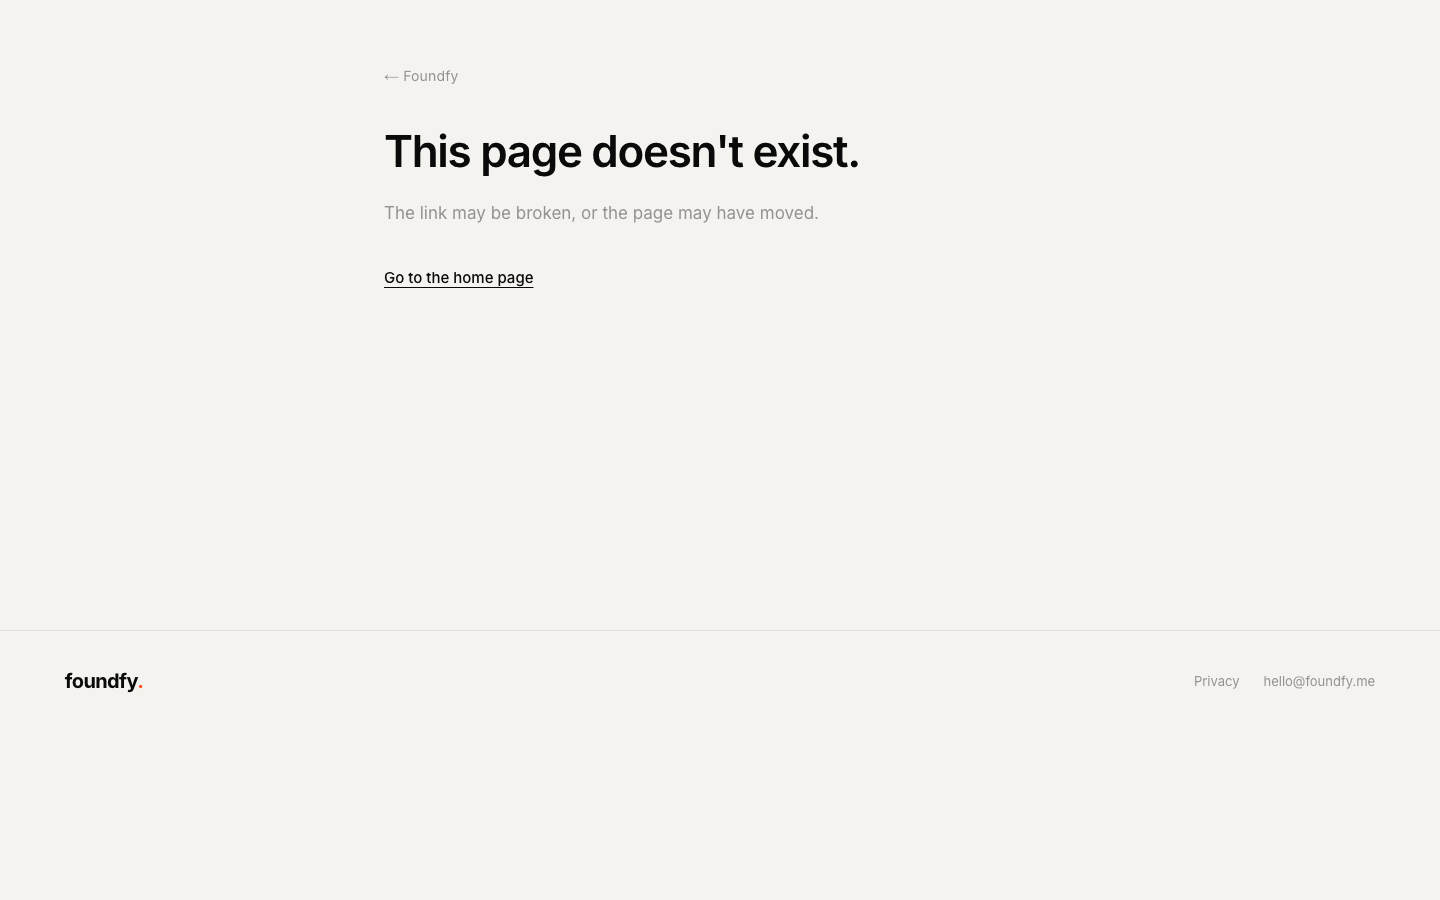 ← Foundfy
This page doesn't exist.
The link may be broken, or the page may have moved.
Go to the home page
foundfy.
Privacy hello@foundfy.me